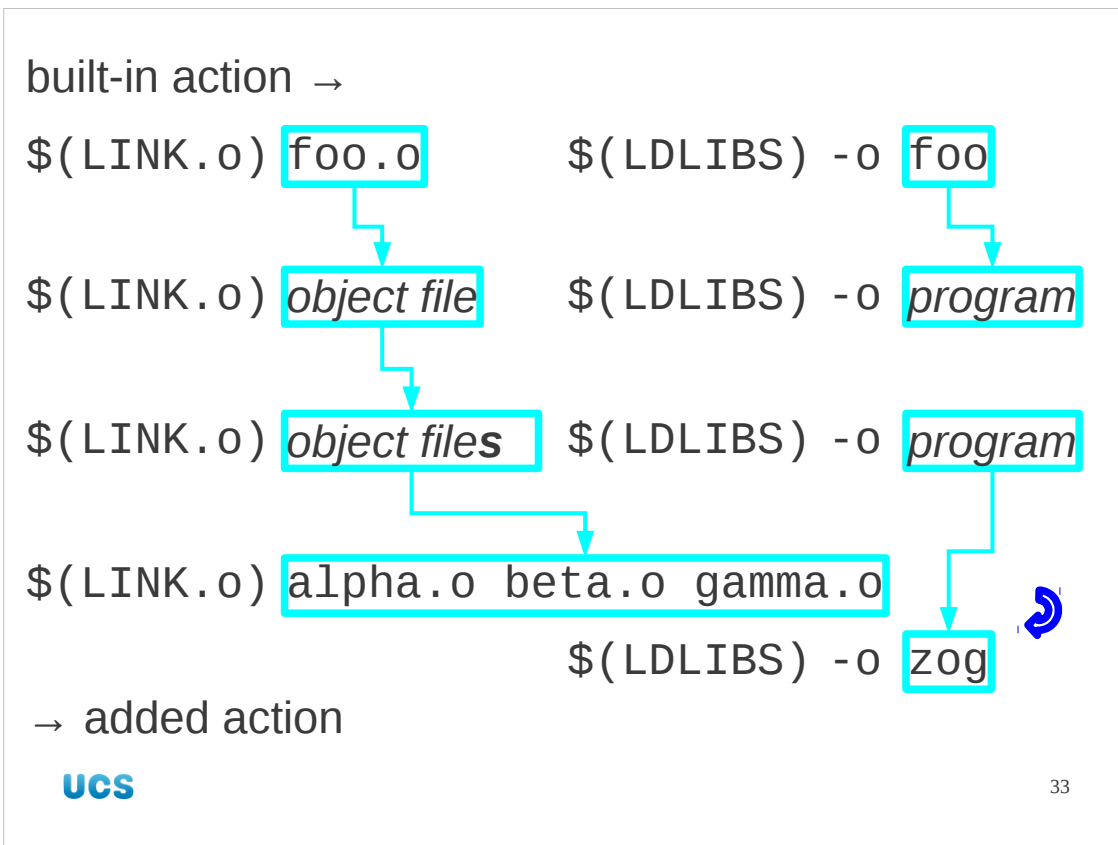 built-in action →
$(LINK.o) foo.o $(LDLIBS) -o foo
$(LINK.o) object file $(LDLIBS) -o program
$(LINK.o) object files $(LDLIBS) -o program
$(LINK.o) alpha.o beta.o gamma.o
$(LDLIBS) -o zog
→ added action
UCS
33